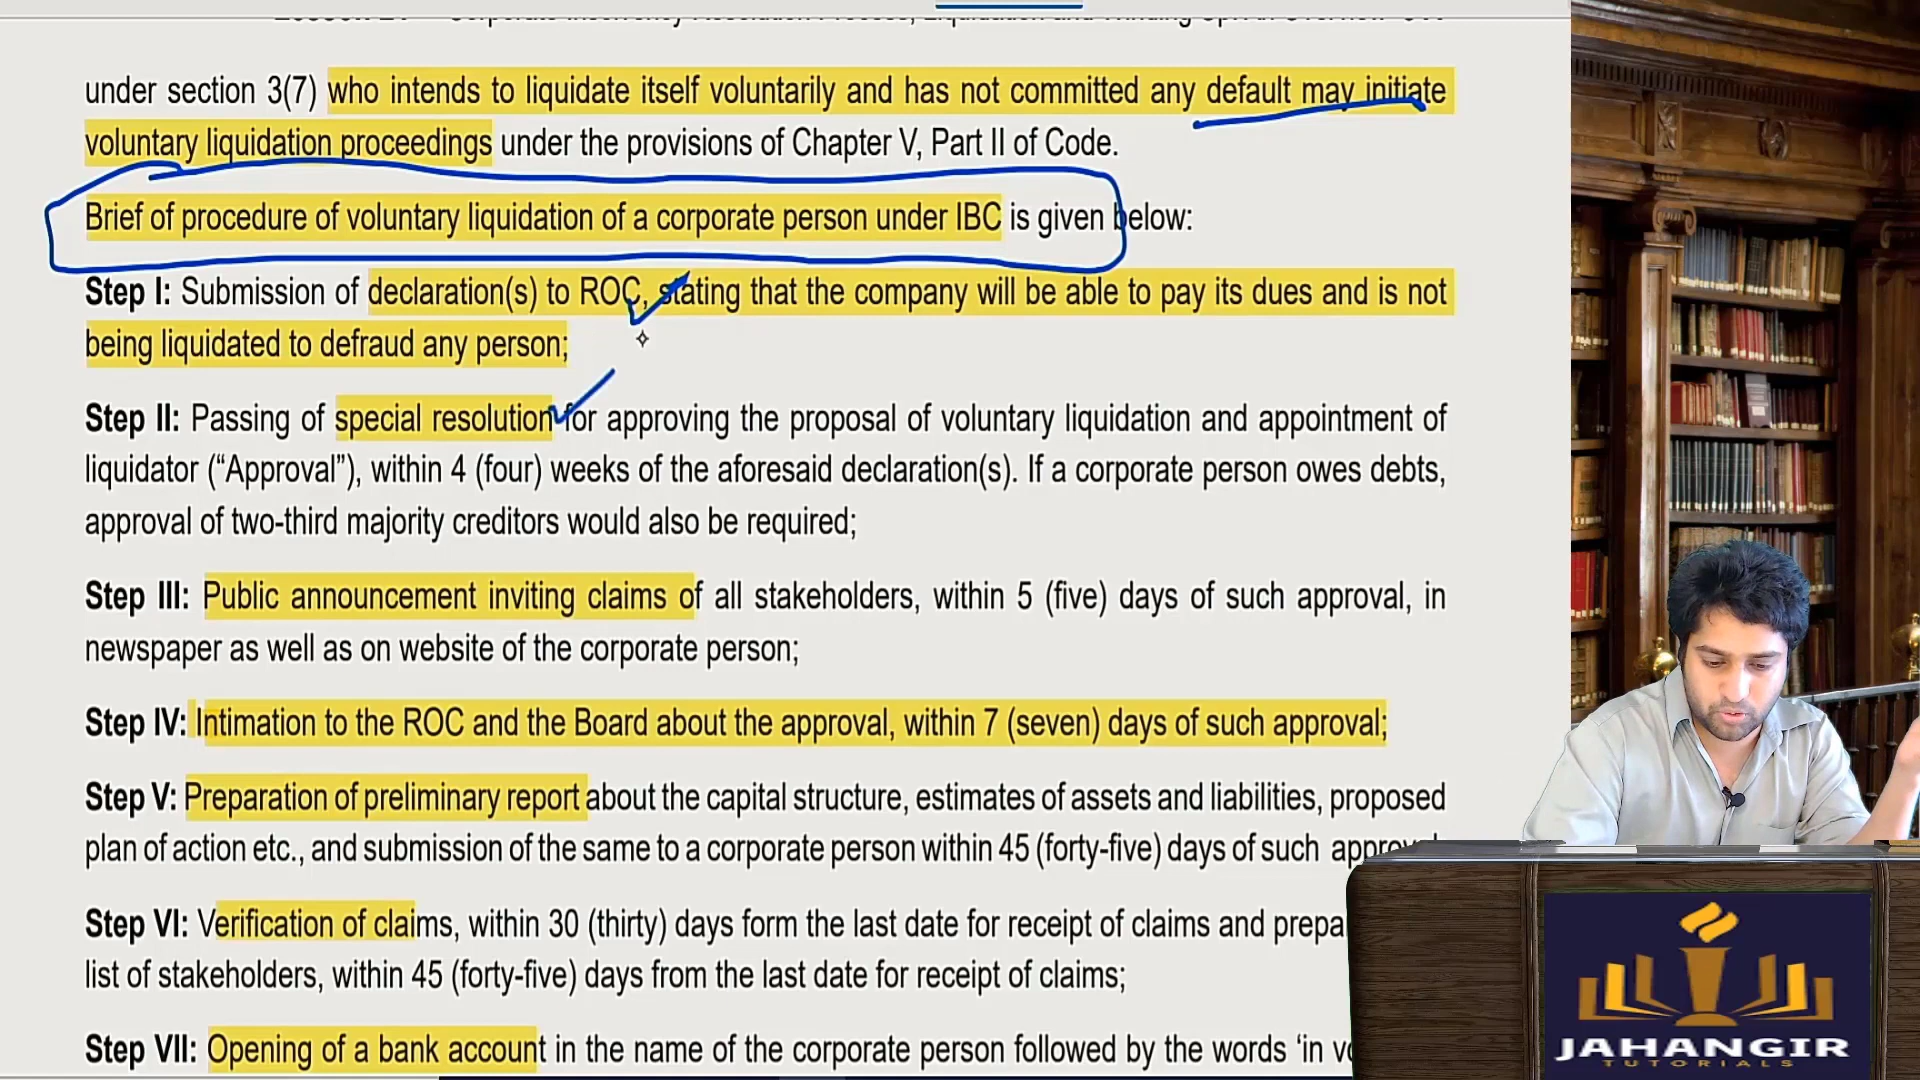 under section 3(7) who intends to liquidate itself voluntarily and has not committed any default may initiate
voluntary liquidation proceedings under the provisions of Chapter V, Part II of Code.
Brief of procedure of voluntary liquidation of a corporate person under IBC is given below:
Step I: Submission of declaration(s) to ROC, stating that the company will be able to pay its dues and is not
being liquidated to defraud any person;
Step II: Passing of special resolution for approving the proposal of voluntary liquidation and appointment of
liquidator (“Approval”), within 4 (four) weeks of the aforesaid declaration(s). If a corporate person owes debts,
approval of two-third majority creditors would also be required;
Step III: Public announcement inviting claims of all stakeholders, within 5 (five) days of such approval, in
newspaper as well as on website of the corporate person;
Step IV: Intimation to the ROC and the Board about the approval, within 7 (seven) days of such approval;
Step V: Preparation of preliminary report about the capital structure, estimates of assets and liabilities, proposed
plan of action etc., and submission of the same to a corporate person within 45 (forty-five) days of such
Step VI: Verification of claims, within 30 (thirty) days form the last date for receipt of claims and
list of stakeholders, within 45 (forty-five) days from the last date for receipt of claims;
Step VII: Opening of a bank account in the name of the corporate person followed by the words ‘in
JAHANGIR
TUTORIALS